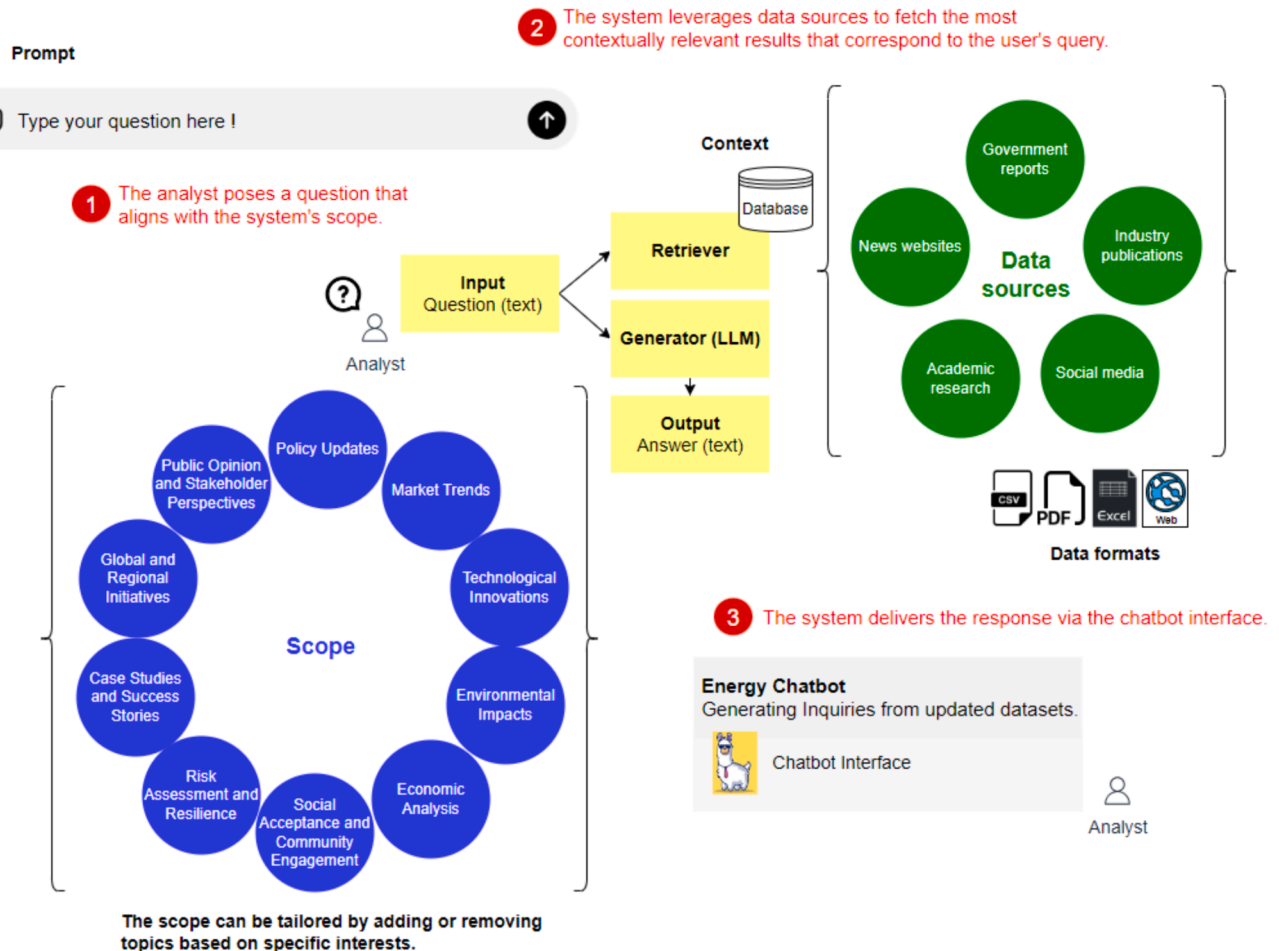 2
The system leverages data sources to fetch the most
contextually relevant results that correspond to the user's query.
Prompt
Type your question here !
1
The analyst poses a question that
aligns with the system's scope.
Context
Database
Retriever
Input
Question (text)
Generator (LLM)
Output
Answer (text)
Analyst
Government
reports
News websites
Industry
publications
Data
sources
Academic
research
Social media
CSV
PDF
Excel
Web
Data formats
Policy Updates
Public Opinion
and Stakeholder
Perspectives
Market Trends
Global and
Regional
Initiatives
Technological
Innovations
Scope
Case Studies
and Success
Stories
Environmental
Impacts
Risk
Assessment and
Resilience
Social
Acceptance and
Community
Engagement
Economic
Analysis
The scope can be tailored by adding or removing
topics based on specific interests.
3
The system delivers the response via the chatbot interface.
Energy Chatbot
Generating Inquiries from updated datasets.
Chatbot Interface
Analyst